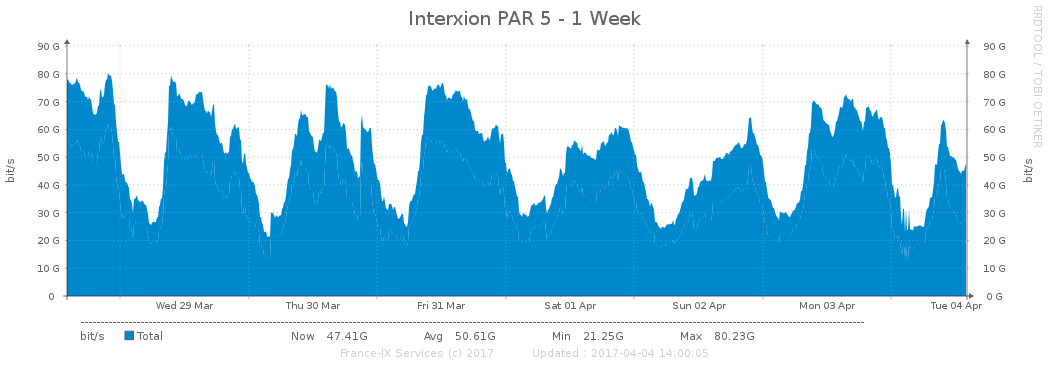 Interxion PAR 5 - 1 Week
RRDTOOL / TOBI OETIKER
90 G 90 G
80 G 80 G
70 G 70 G
60 G 60 G
50 G 50 G
40 G 40 G
30 G 30 G
20 G 20 G
10 G 10 G
0 0 G
bit/s bit/s
Wed 29 Mar Thu 30 Mar Fri 31 Mar Sat 01 Apr Sun 02 Apr Mon 03 Apr Tue 04 Apr
bit/s Total Now 47.41G Avg 50.61G Min 21.25G Max 80.23G
France-IX Services (c) 2017 Updated : 2017-04-04 14:00:05